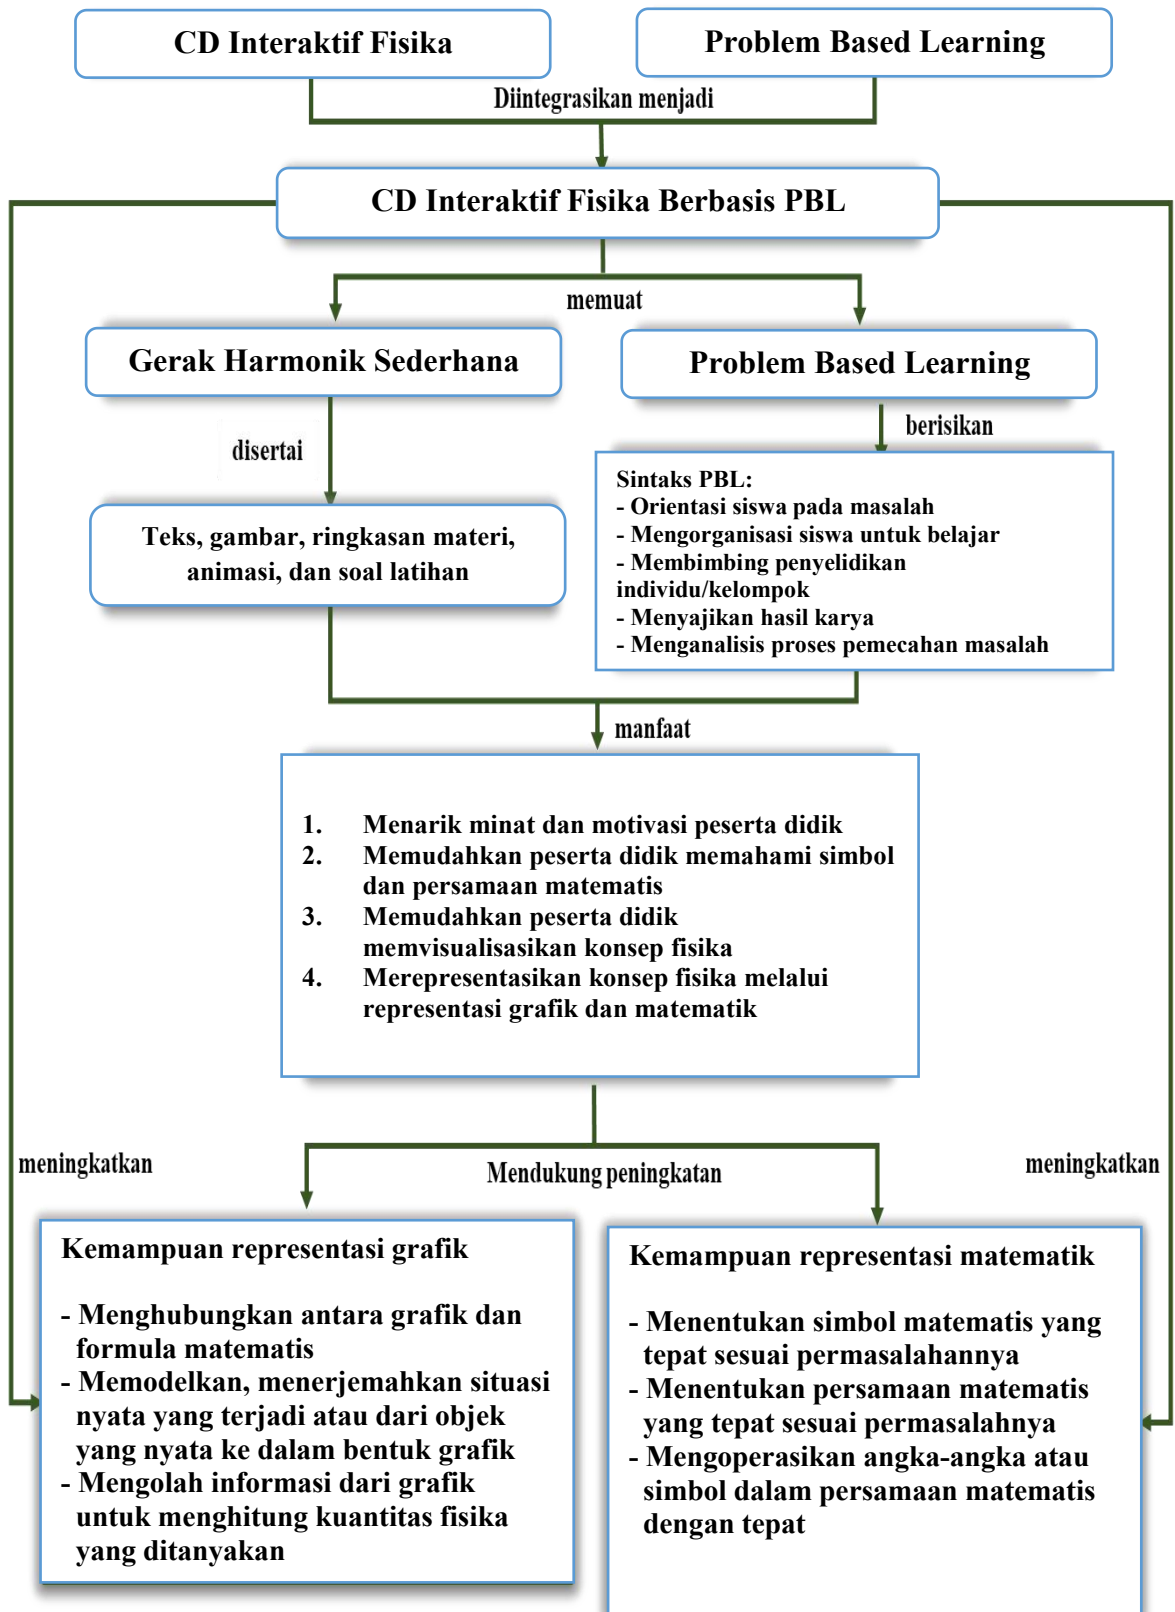 CD Interaktif Fisika
Problem Based Learning
Diintegrasikan menjadi
CD Interaktif Fisika Berbasis PBL
memuat
Gerak Harmonik Sederhana
Problem Based Learning
disertai
berisikan
Teks, gambar, ringkasan materi,
animasi, dan soal latihan
Sintaks PBL:
- Orientasi siswa pada masalah
- Mengorganisasi siswa untuk belajar
- Membimbing penyelidikan
individu/kelompok
- Menyajikan hasil karya
- Menganalisis proses pemecahan masalah
manfaat
1. Menarik minat dan motivasi peserta didik
2. Memudahkan peserta didik memahami simbol
dan persamaan matematis
3. Memudahkan peserta didik
memvisualisasikan konsep fisika
4. Merepresentasikan konsep fisika melalui
representasi grafik dan matematik
meningkatkan
Mendukung peningkatan
meningkatkan
Kemampuan representasi grafik
- Menghubungkan antara grafik dan
formula matematis
- Memodelkan, menerjemahkan situasi
nyata yang terjadi atau dari objek
yang nyata ke dalam bentuk grafik
- Mengolah informasi dari grafik
untuk menghitung kuantitas fisika
yang ditanyakan
Kemampuan representasi matematik
- Menentukan simbol matematis yang
tepat sesuai permasalahannya
- Menentukan persamaan matematis
yang tepat sesuai permasalahnya
- Mengoperasikan angka-angka atau
simbol dalam persamaan matematis
dengan tepat